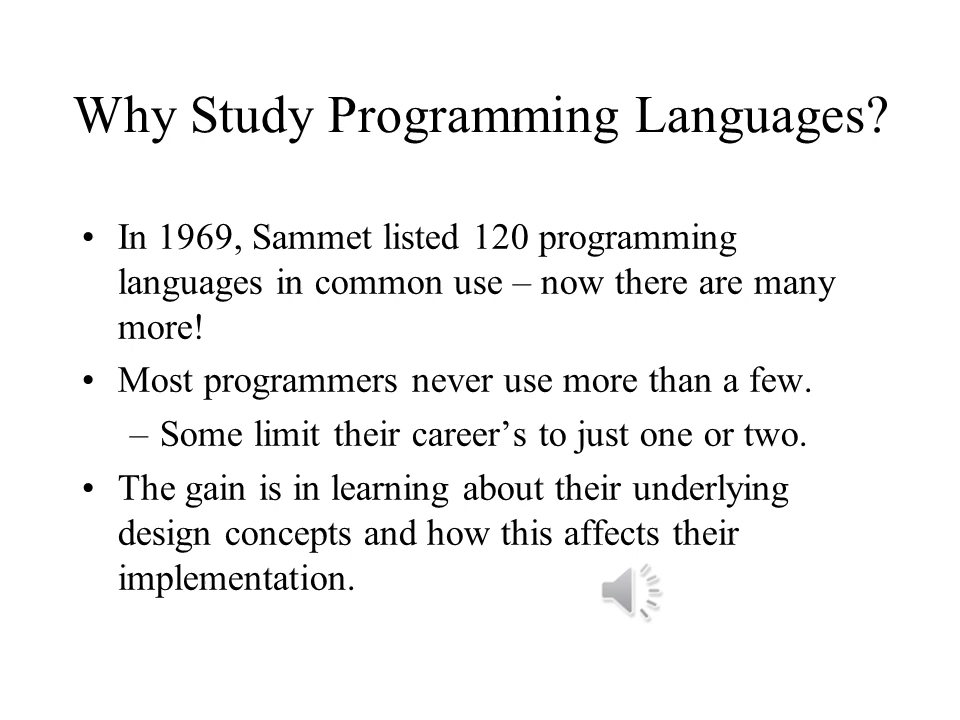 Why Study Programming Languages?
• In 1969, Sammet listed 120 programming
languages in common use – now there are many
more!
• Most programmers never use more than a few.
– Some limit their career’s to just one or two.
• The gain is in learning about their underlying
design concepts and how this affects their
implementation.